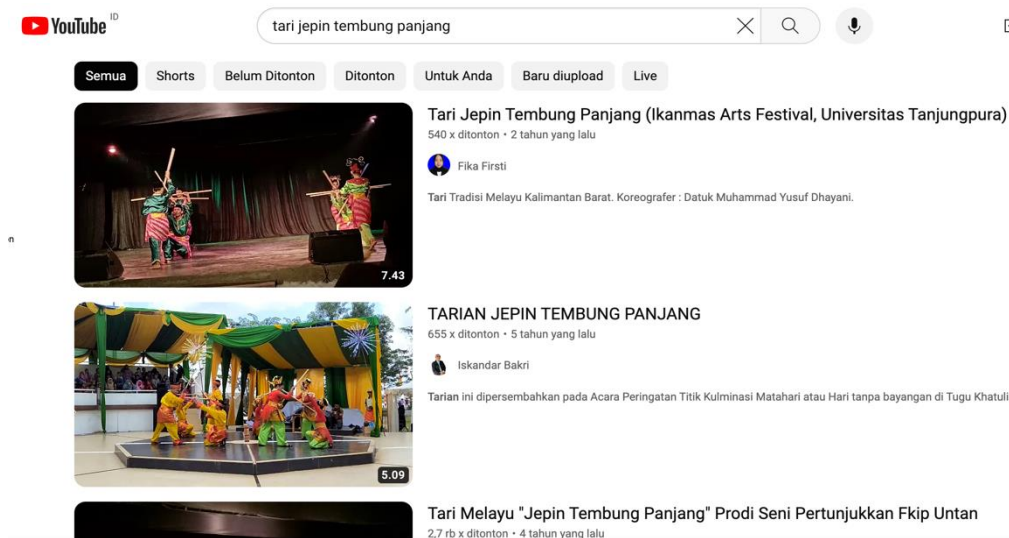 YouTube ID
tari jepin tembung panjang
Semua
Shorts
Belum Ditonton
Ditonton
Untuk Anda
Baru diupload
Live
Tari Jepin Tembung Panjang (Ikanmas Arts Festival, Universitas Tanjungpura)
540 x ditonton • 2 tahun yang lalu
Fika Firsti
Tari Tradisi Melayu Kalimantan Barat. Koreografer : Datuk Muhammad Yusuf Dhayani.
7.43
TARIAN JEPIN TEMBUNG PANJANG
655 x ditonton • 5 tahun yang lalu
Iskandar Bakri
Tarian ini dipersembahkan pada Acara Peringatan Titik Kulminasi Matahari atau Hari tanpa bayangan di Tugu Khatuli
5.09
Tari Melayu "Jepin Tembung Panjang" Prodi Seni Pertunjukkan Fkip Untan
2,7 rb x ditonton • 4 tahun yang lalu